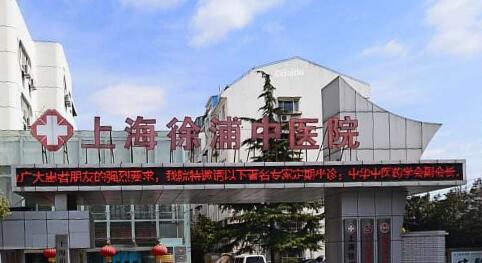 上海徐浦中医院
广大患者朋友的强烈要求，我院特邀请以下著名专家定期坐诊：中华中医药学会副会长、
上海